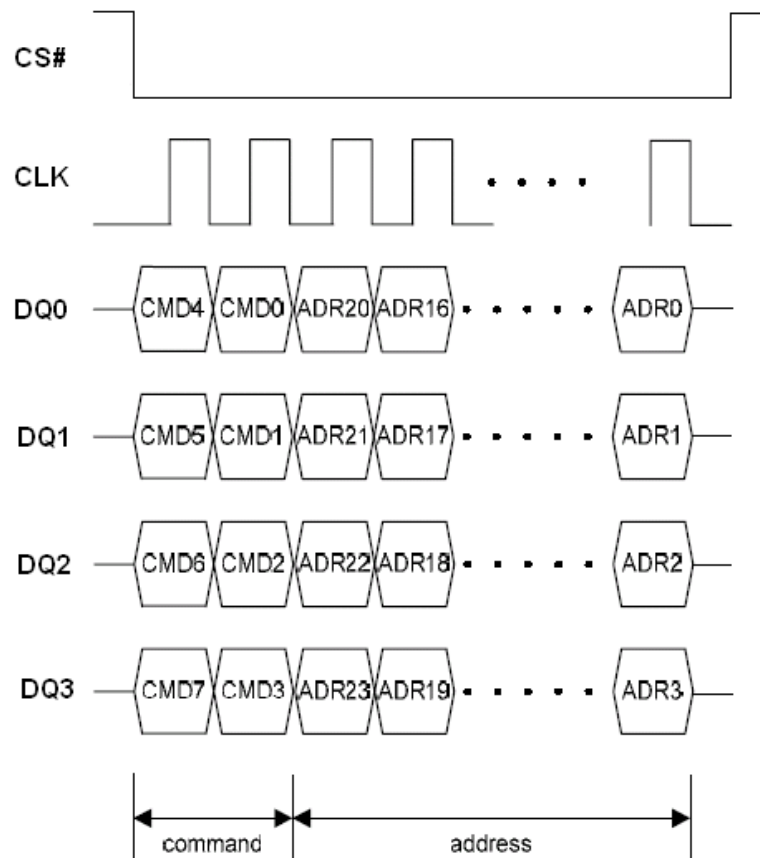 CS#
CLK
DQ0 CMD4 CMD0 ADR20 ADR16 ADR0
DQ1 CMD5 CMD1 ADR21 ADR17 ADR1
DQ2 CMD6 CMD2 ADR22 ADR18 ADR2
DQ3 CMD7 CMD3 ADR23 ADR19 ADR3
command address